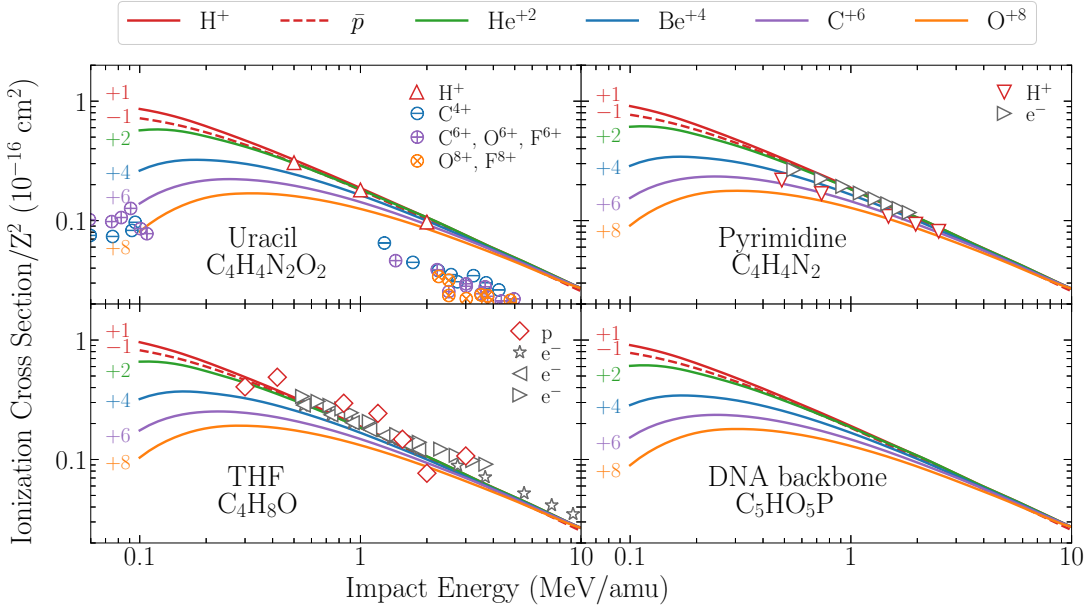 H⁺ p̄ He⁺² Be⁺⁴ C⁺⁶ O⁺⁸
Ionization Cross Section/Z² (10⁻¹⁶ cm²)
1
0.1
+1
−1
+2
+4
+6
+8
H⁺
C⁴⁺
C⁶⁺, O⁶⁺, F⁶⁺
O⁸⁺, F⁸⁺
Uracil
C₄H₄N₂O₂
+1
−1
+2
+4
+6
+8
H⁺
e⁻
Pyrimidine
C₄H₄N₂
1
0.1
+1
−1
+2
+4
+6
+8
p
e⁻
e⁻
e⁻
THF
C₄H₈O
0.1 1 10
+1
−1
+2
+4
+6
+8
DNA backbone
C₅HO₅P
0.1 1 10
Impact Energy (MeV/amu)